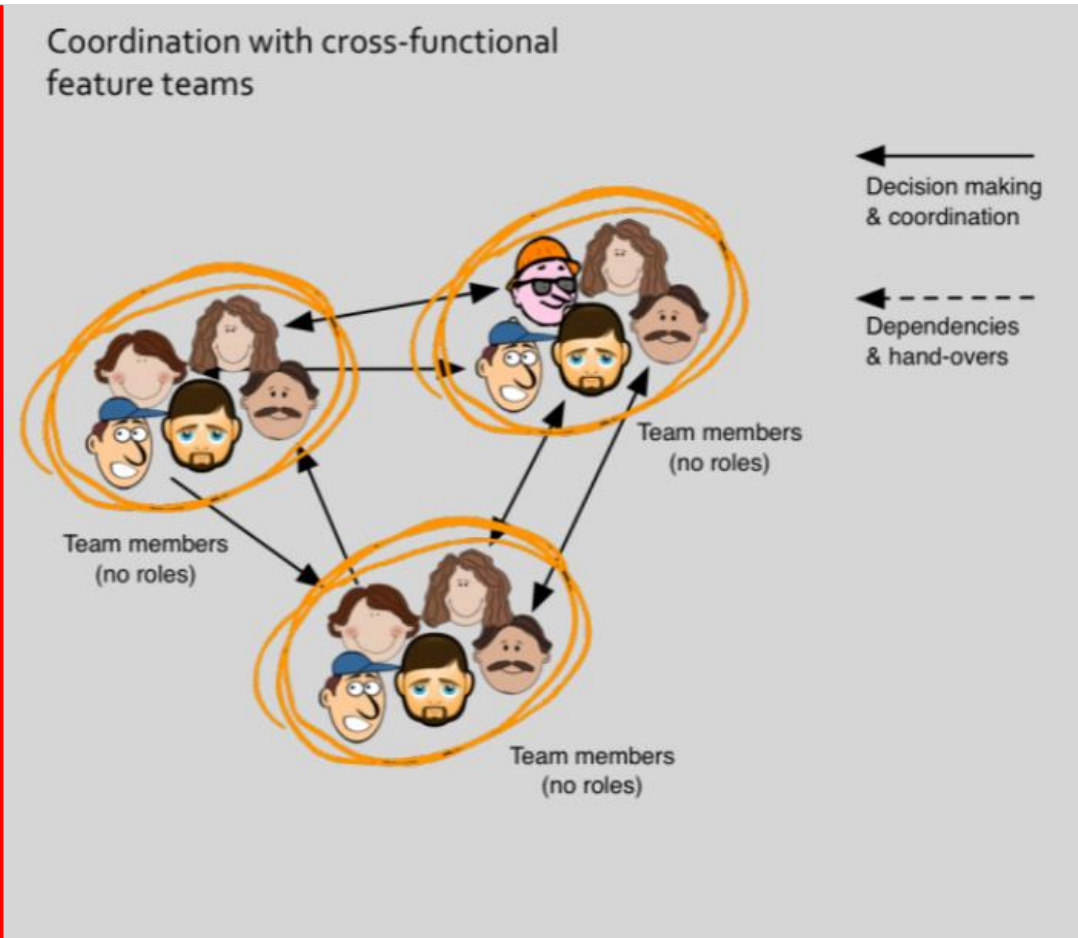 Coordination with cross-functional
feature teams
Decision making
& coordination
Dependencies
& hand-overs
Team members
(no roles)
Team members
(no roles)
Team members
(no roles)